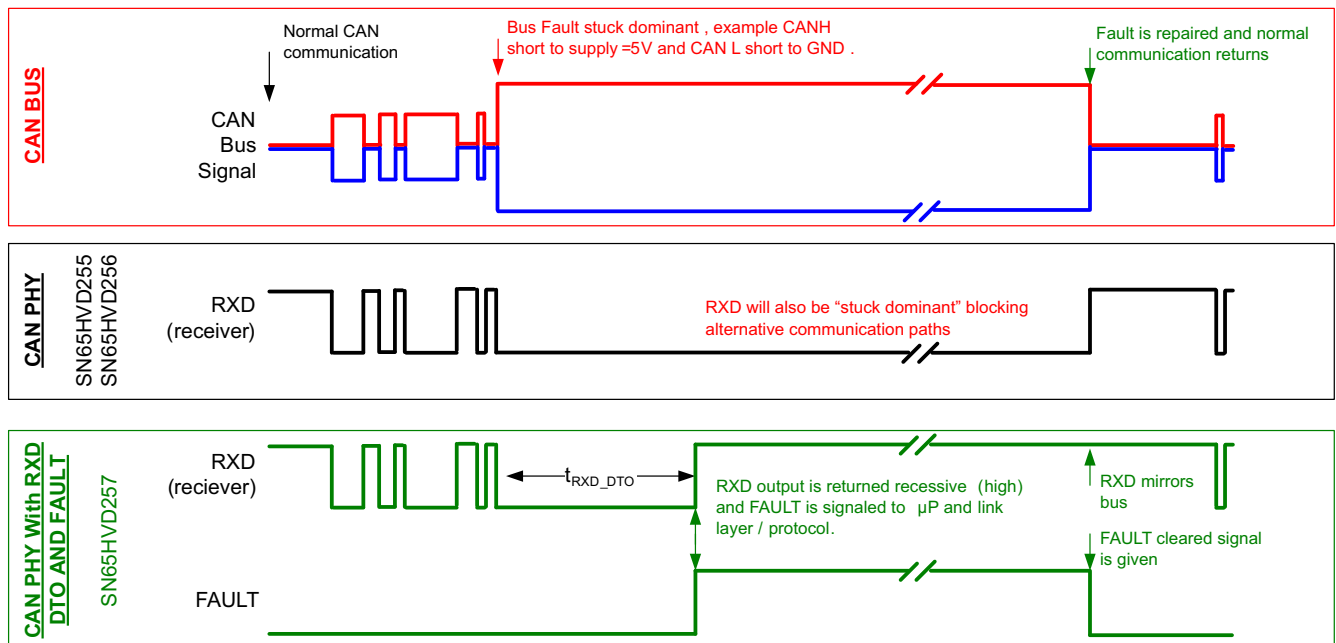 CAN BUS
Normal CAN
communication
Bus Fault stuck dominant , example CANH
short to supply =5V and CAN L short to GND .
Fault is repaired and normal
communication returns
CAN
Bus
Signal
CAN PHY
SN65HVD255
SN65HVD256
RXD
(receiver)
RXD will also be “stuck dominant” blocking
alternative communication paths
CAN PHY With RXD
DTO AND FAULT
SN65HVD257
RXD
(reciever)
tRXD_DTO
RXD output is returned recessive (high)
and FAULT is signaled to µP and link
layer / protocol.
RXD mirrors
bus
FAULT cleared signal
is given
FAULT